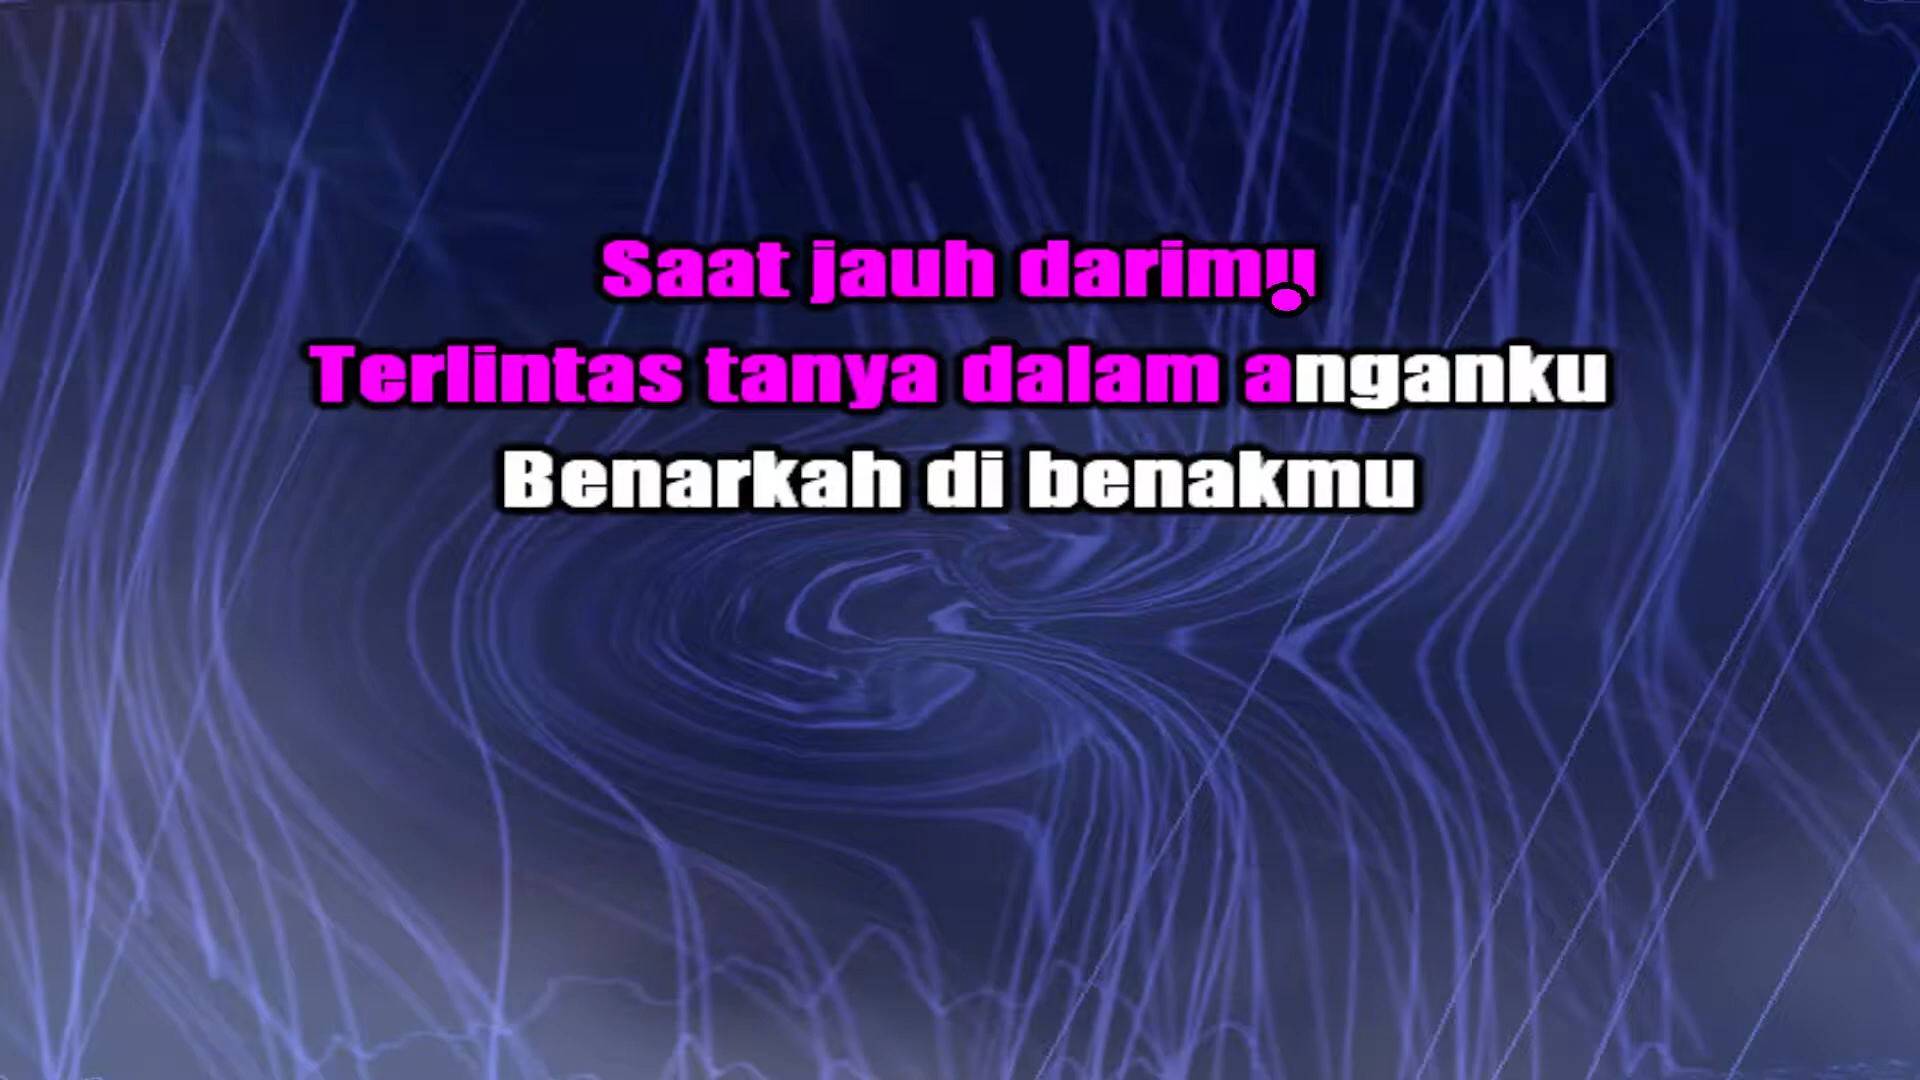 Saat jauh darimu
Terlintas tanya dalam anganku
Benarkah di benakmu